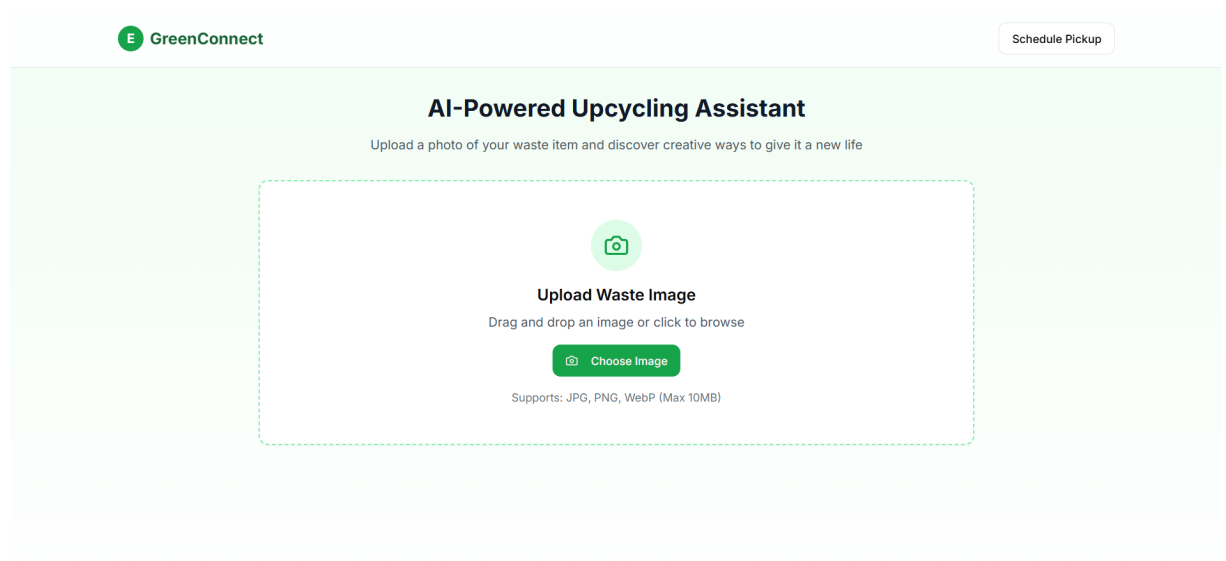 E GreenConnect
Schedule Pickup
AI-Powered Upcycling Assistant
Upload a photo of your waste item and discover creative ways to give it a new life
Upload Waste Image
Drag and drop an image or click to browse
Choose Image
Supports: JPG, PNG, WebP (Max 10MB)